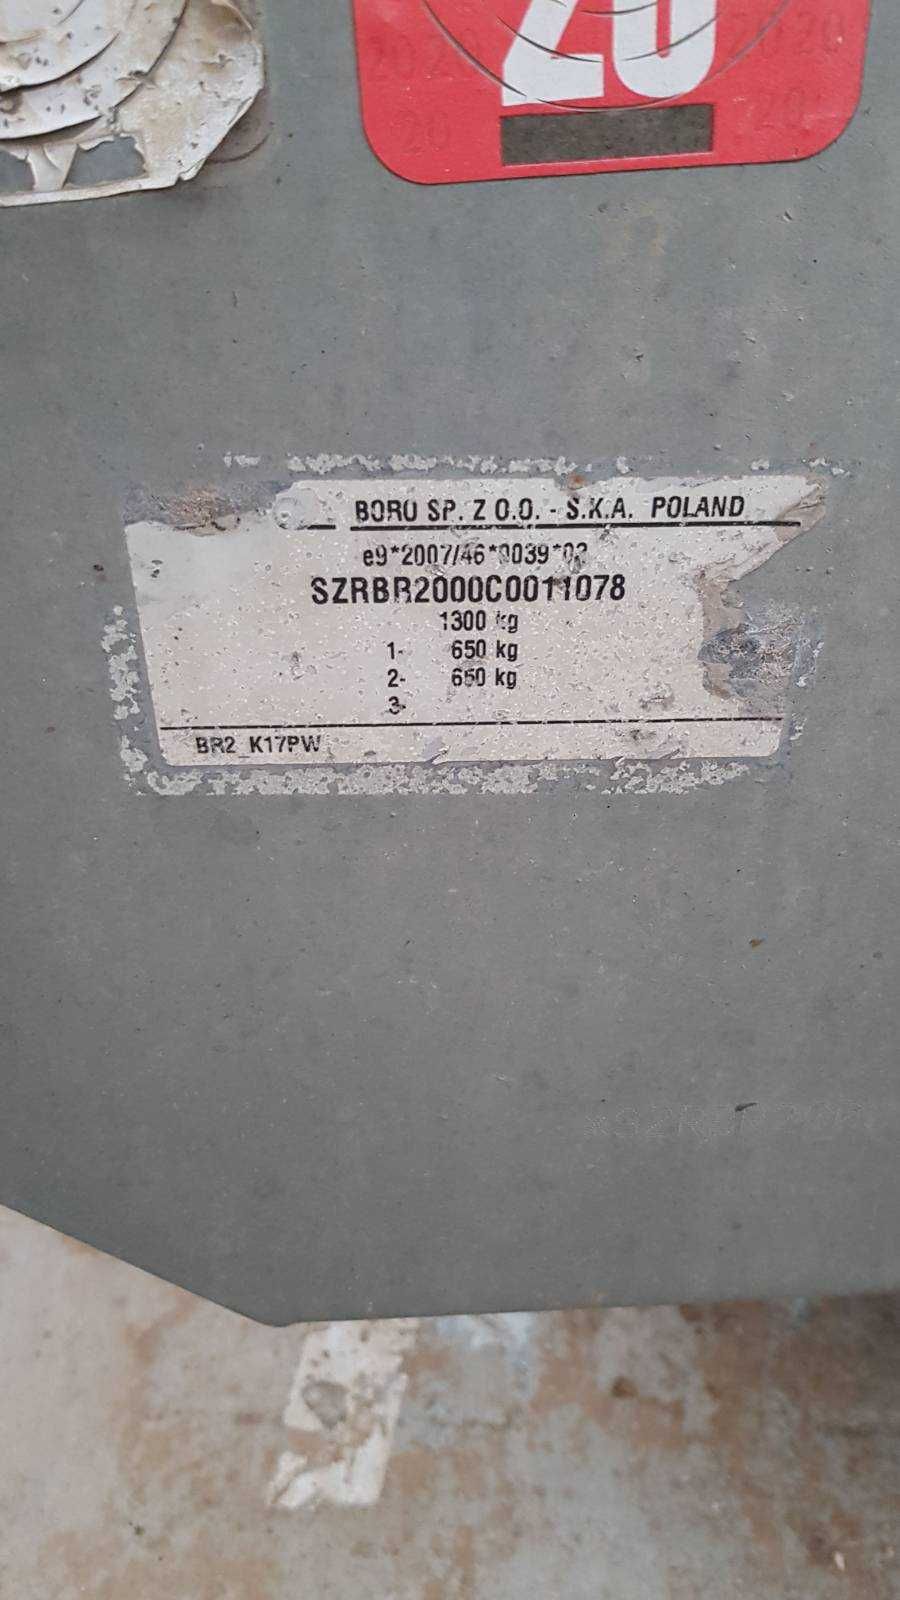 20
BORO SP. Z O.O. - S.K.A. POLAND
e9*2007/46*0039*02
SZRBR2000C0011078
1300 kg
1- 650 kg
2- 650 kg
3-
BR2_K17PW